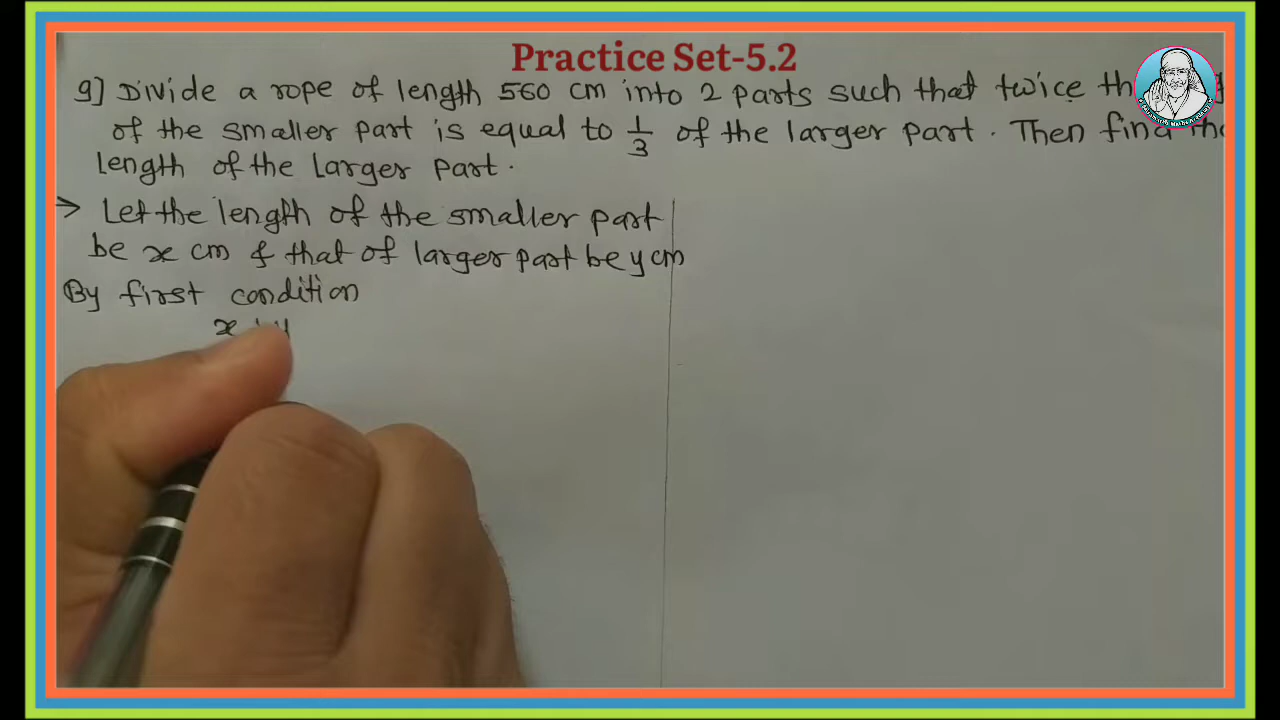 Practice Set-5.2
9] Divide a rope of length 560 cm into 2 parts such that twice
of the smaller part is equal to 1/3 of the larger part. Then find the
length of the larger part.
→ Let the length of the smaller part
be x cm & that of larger part be y cm
By first condition
x + y